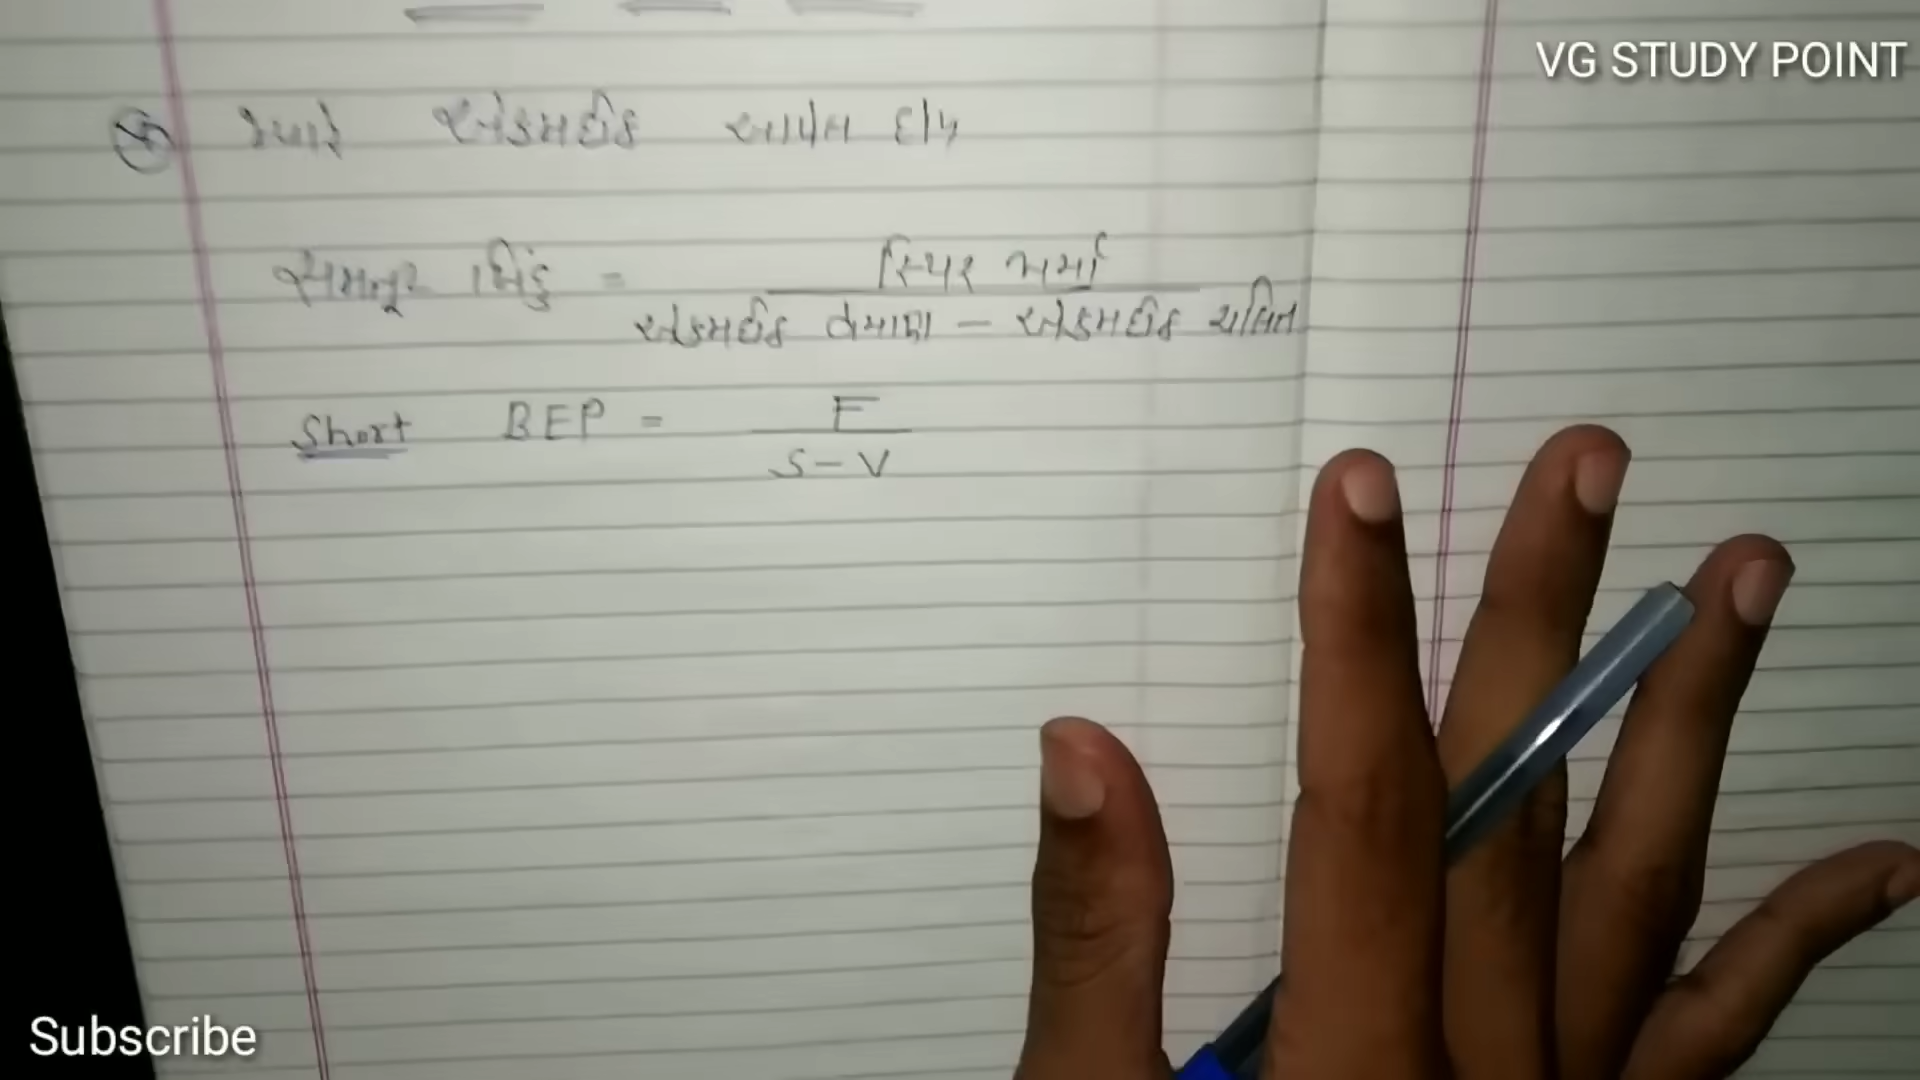 VG STUDY POINT
જ્યારે એકમદીઠ આપેલ હોય
સમતૂટ બિંદુ = સ્થિર ખર્ચ
એકમદીઠ વેચાણ – એકમદીઠ ચલિત
Short BEP = F
S – V
Subscribe